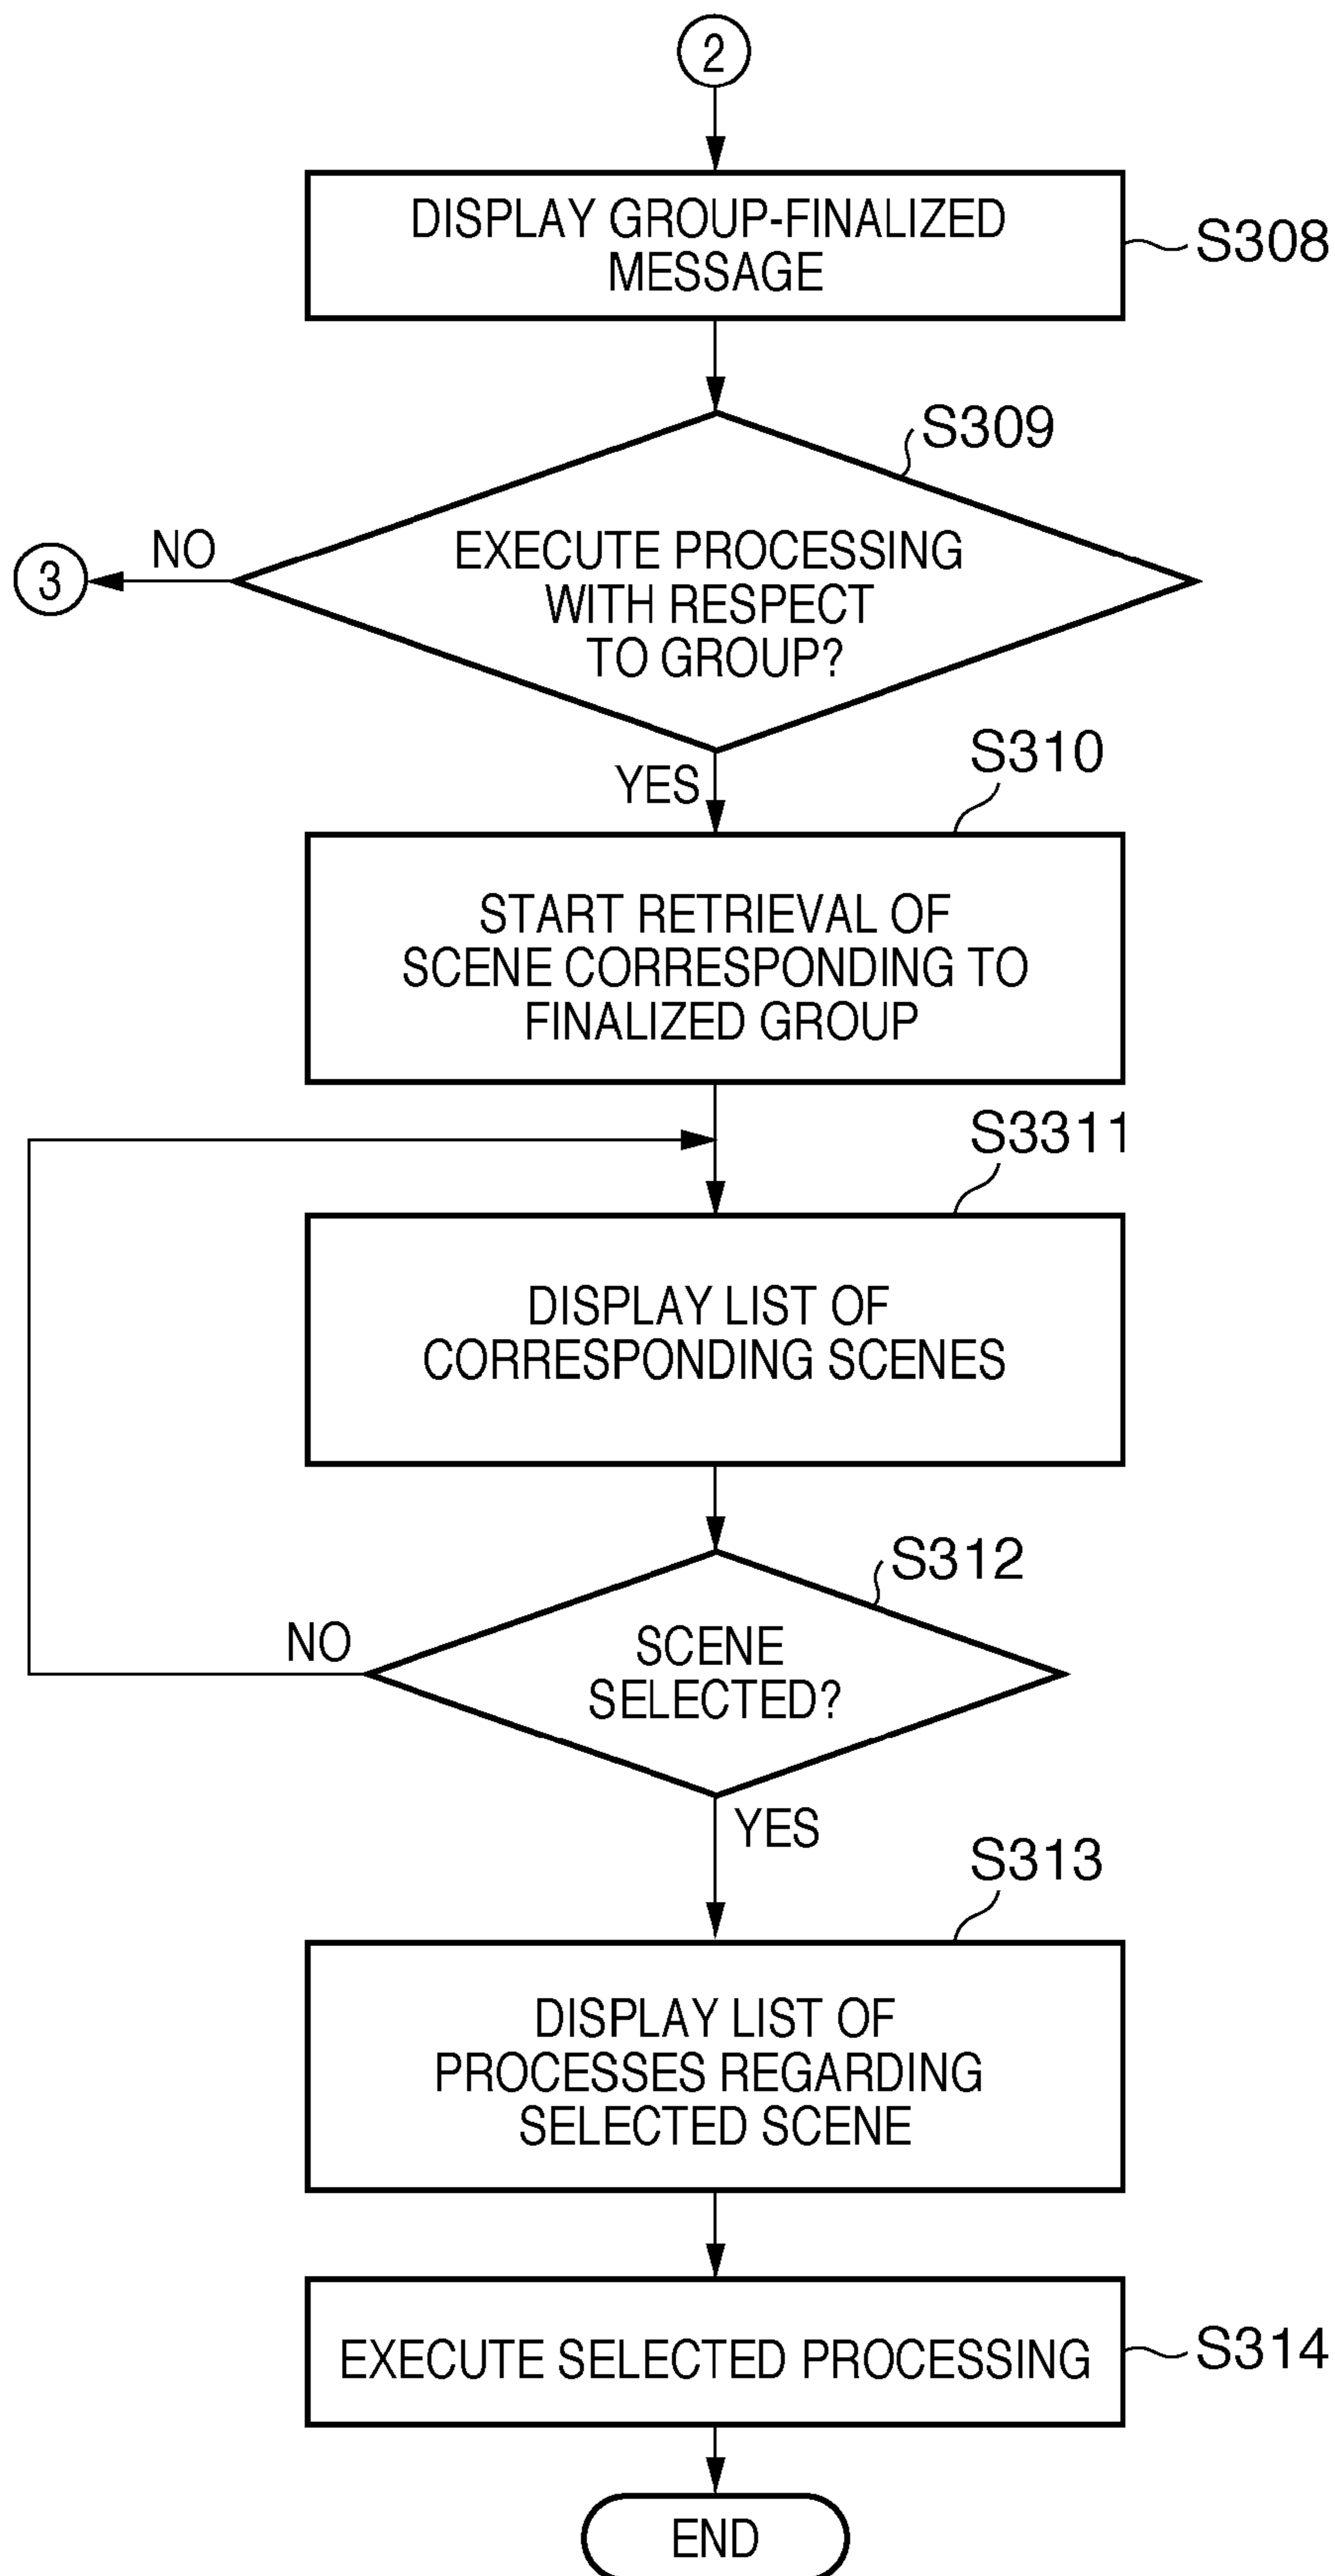 2
DISPLAY GROUP-FINALIZED
MESSAGE
S308
S309
EXECUTE PROCESSING
WITH RESPECT
TO GROUP?
NO
3
YES
S310
START RETRIEVAL OF
SCENE CORRESPONDING TO
FINALIZED GROUP
S3311
DISPLAY LIST OF
CORRESPONDING SCENES
S312
SCENE
SELECTED?
NO
YES
S313
DISPLAY LIST OF
PROCESSES REGARDING
SELECTED SCENE
EXECUTE SELECTED PROCESSING
S314
END